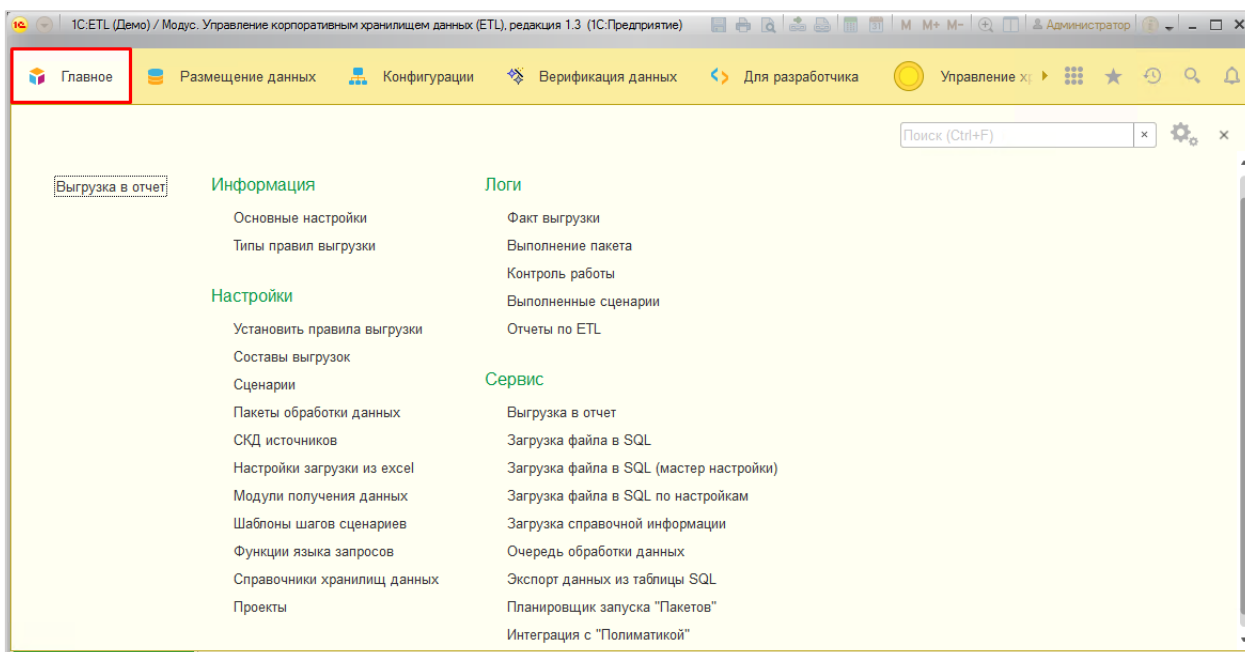 1С:ETL (Демо) / Модус. Управление корпоративным хранилищем данных (ETL), редакция 1.3 (1С:Предприятие)
M M+ M-
Администратор
Главное
Размещение данных
Конфигурации
Верификация данных
Для разработчика
Управление
Поиск (Ctrl+F)
Выгрузка в отчет
Информация
Основные настройки
Типы правил выгрузки
Настройки
Установить правила выгрузки
Составы выгрузок
Сценарии
Пакеты обработки данных
СКД источников
Настройки загрузки из excel
Модули получения данных
Шаблоны шагов сценариев
Функции языка запросов
Справочники хранилищ данных
Проекты
Логи
Факт выгрузки
Выполнение пакета
Контроль работы
Выполненные сценарии
Отчеты по ETL
Сервис
Выгрузка в отчет
Загрузка файла в SQL
Загрузка файла в SQL (мастер настройки)
Загрузка файла в SQL по настройкам
Загрузка справочной информации
Очередь обработки данных
Экспорт данных из таблицы SQL
Планировщик запуска "Пакетов"
Интеграция с "Полиматикой"